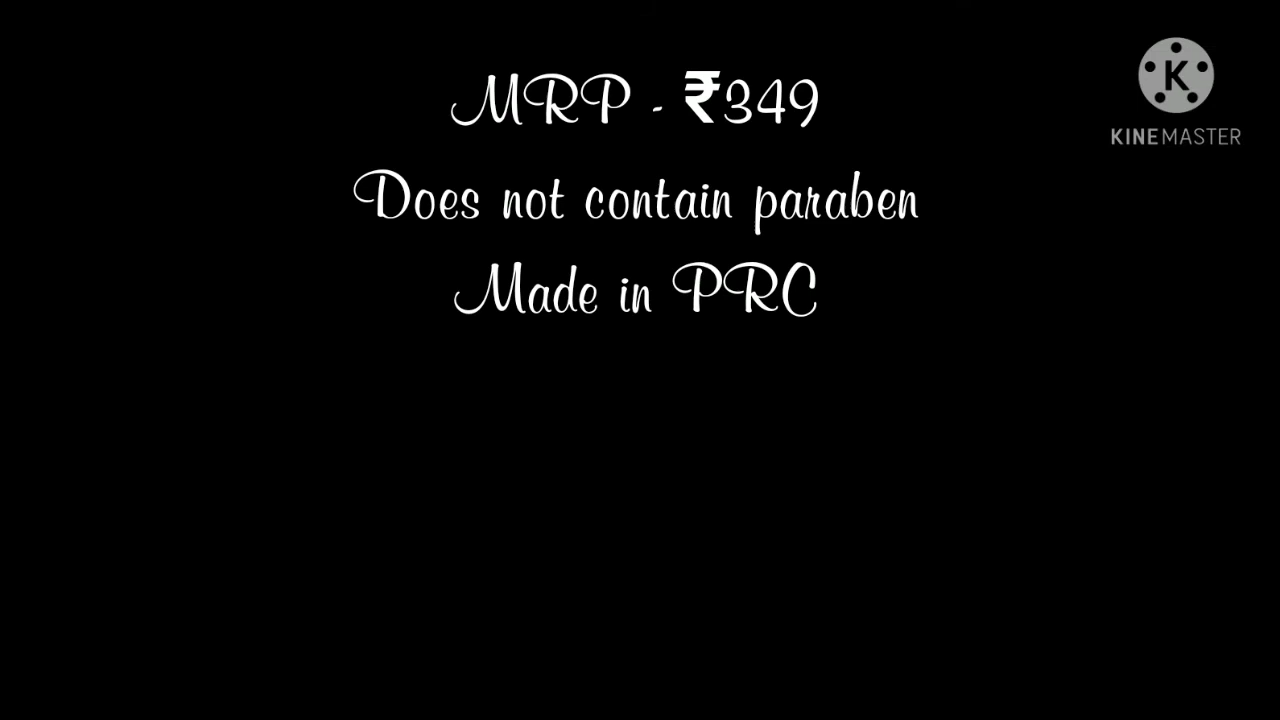 MRP - ₹349
K
KINEMASTER
Does not contain paraben
Made in PRC